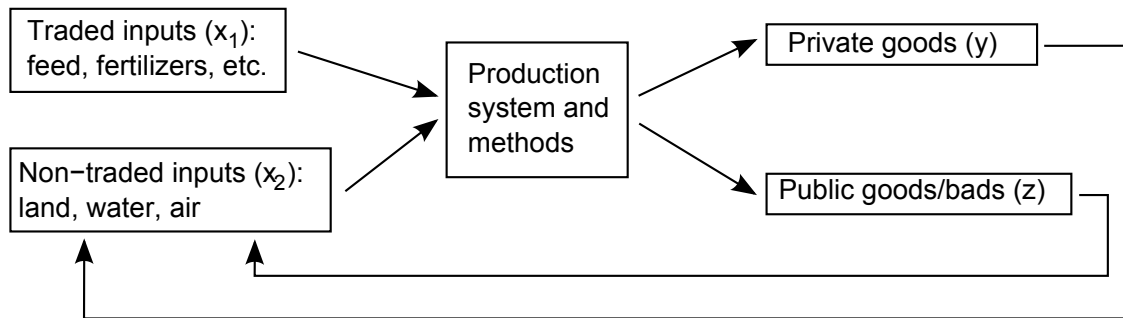 Traded inputs (x₁):
feed, fertilizers, etc.
Non−traded inputs (x₂):
land, water, air
Production
system and
methods
Private goods (y)
Public goods/bads (z)